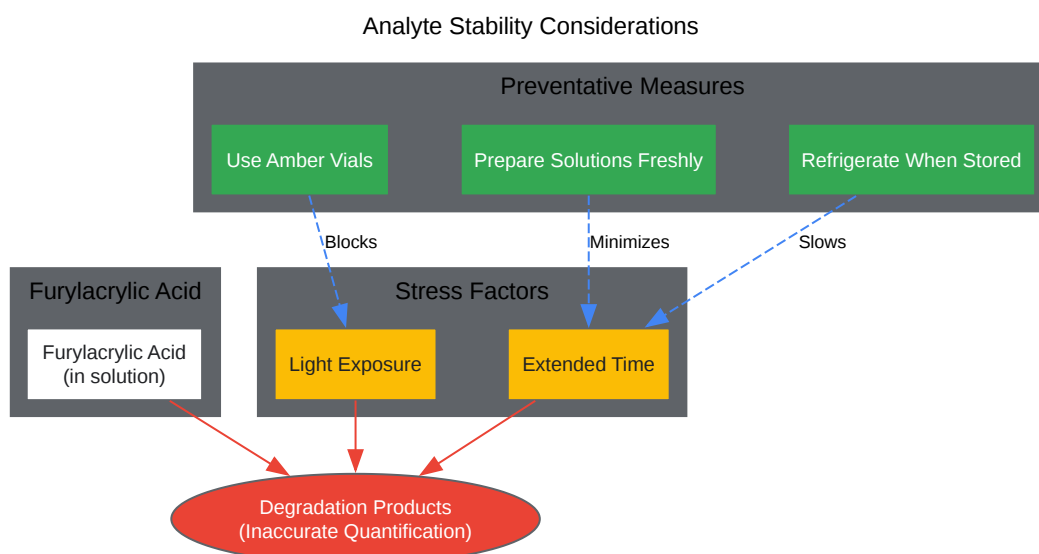 Analyte Stability Considerations
Preventative Measures
Use Amber Vials
Prepare Solutions Freshly
Refrigerate When Stored
Blocks
Minimizes
Slows
Furylacrylic Acid
Stress Factors
Furylacrylic Acid
(in solution)
Light Exposure
Extended Time
Degradation Products
(Inaccurate Quantification)